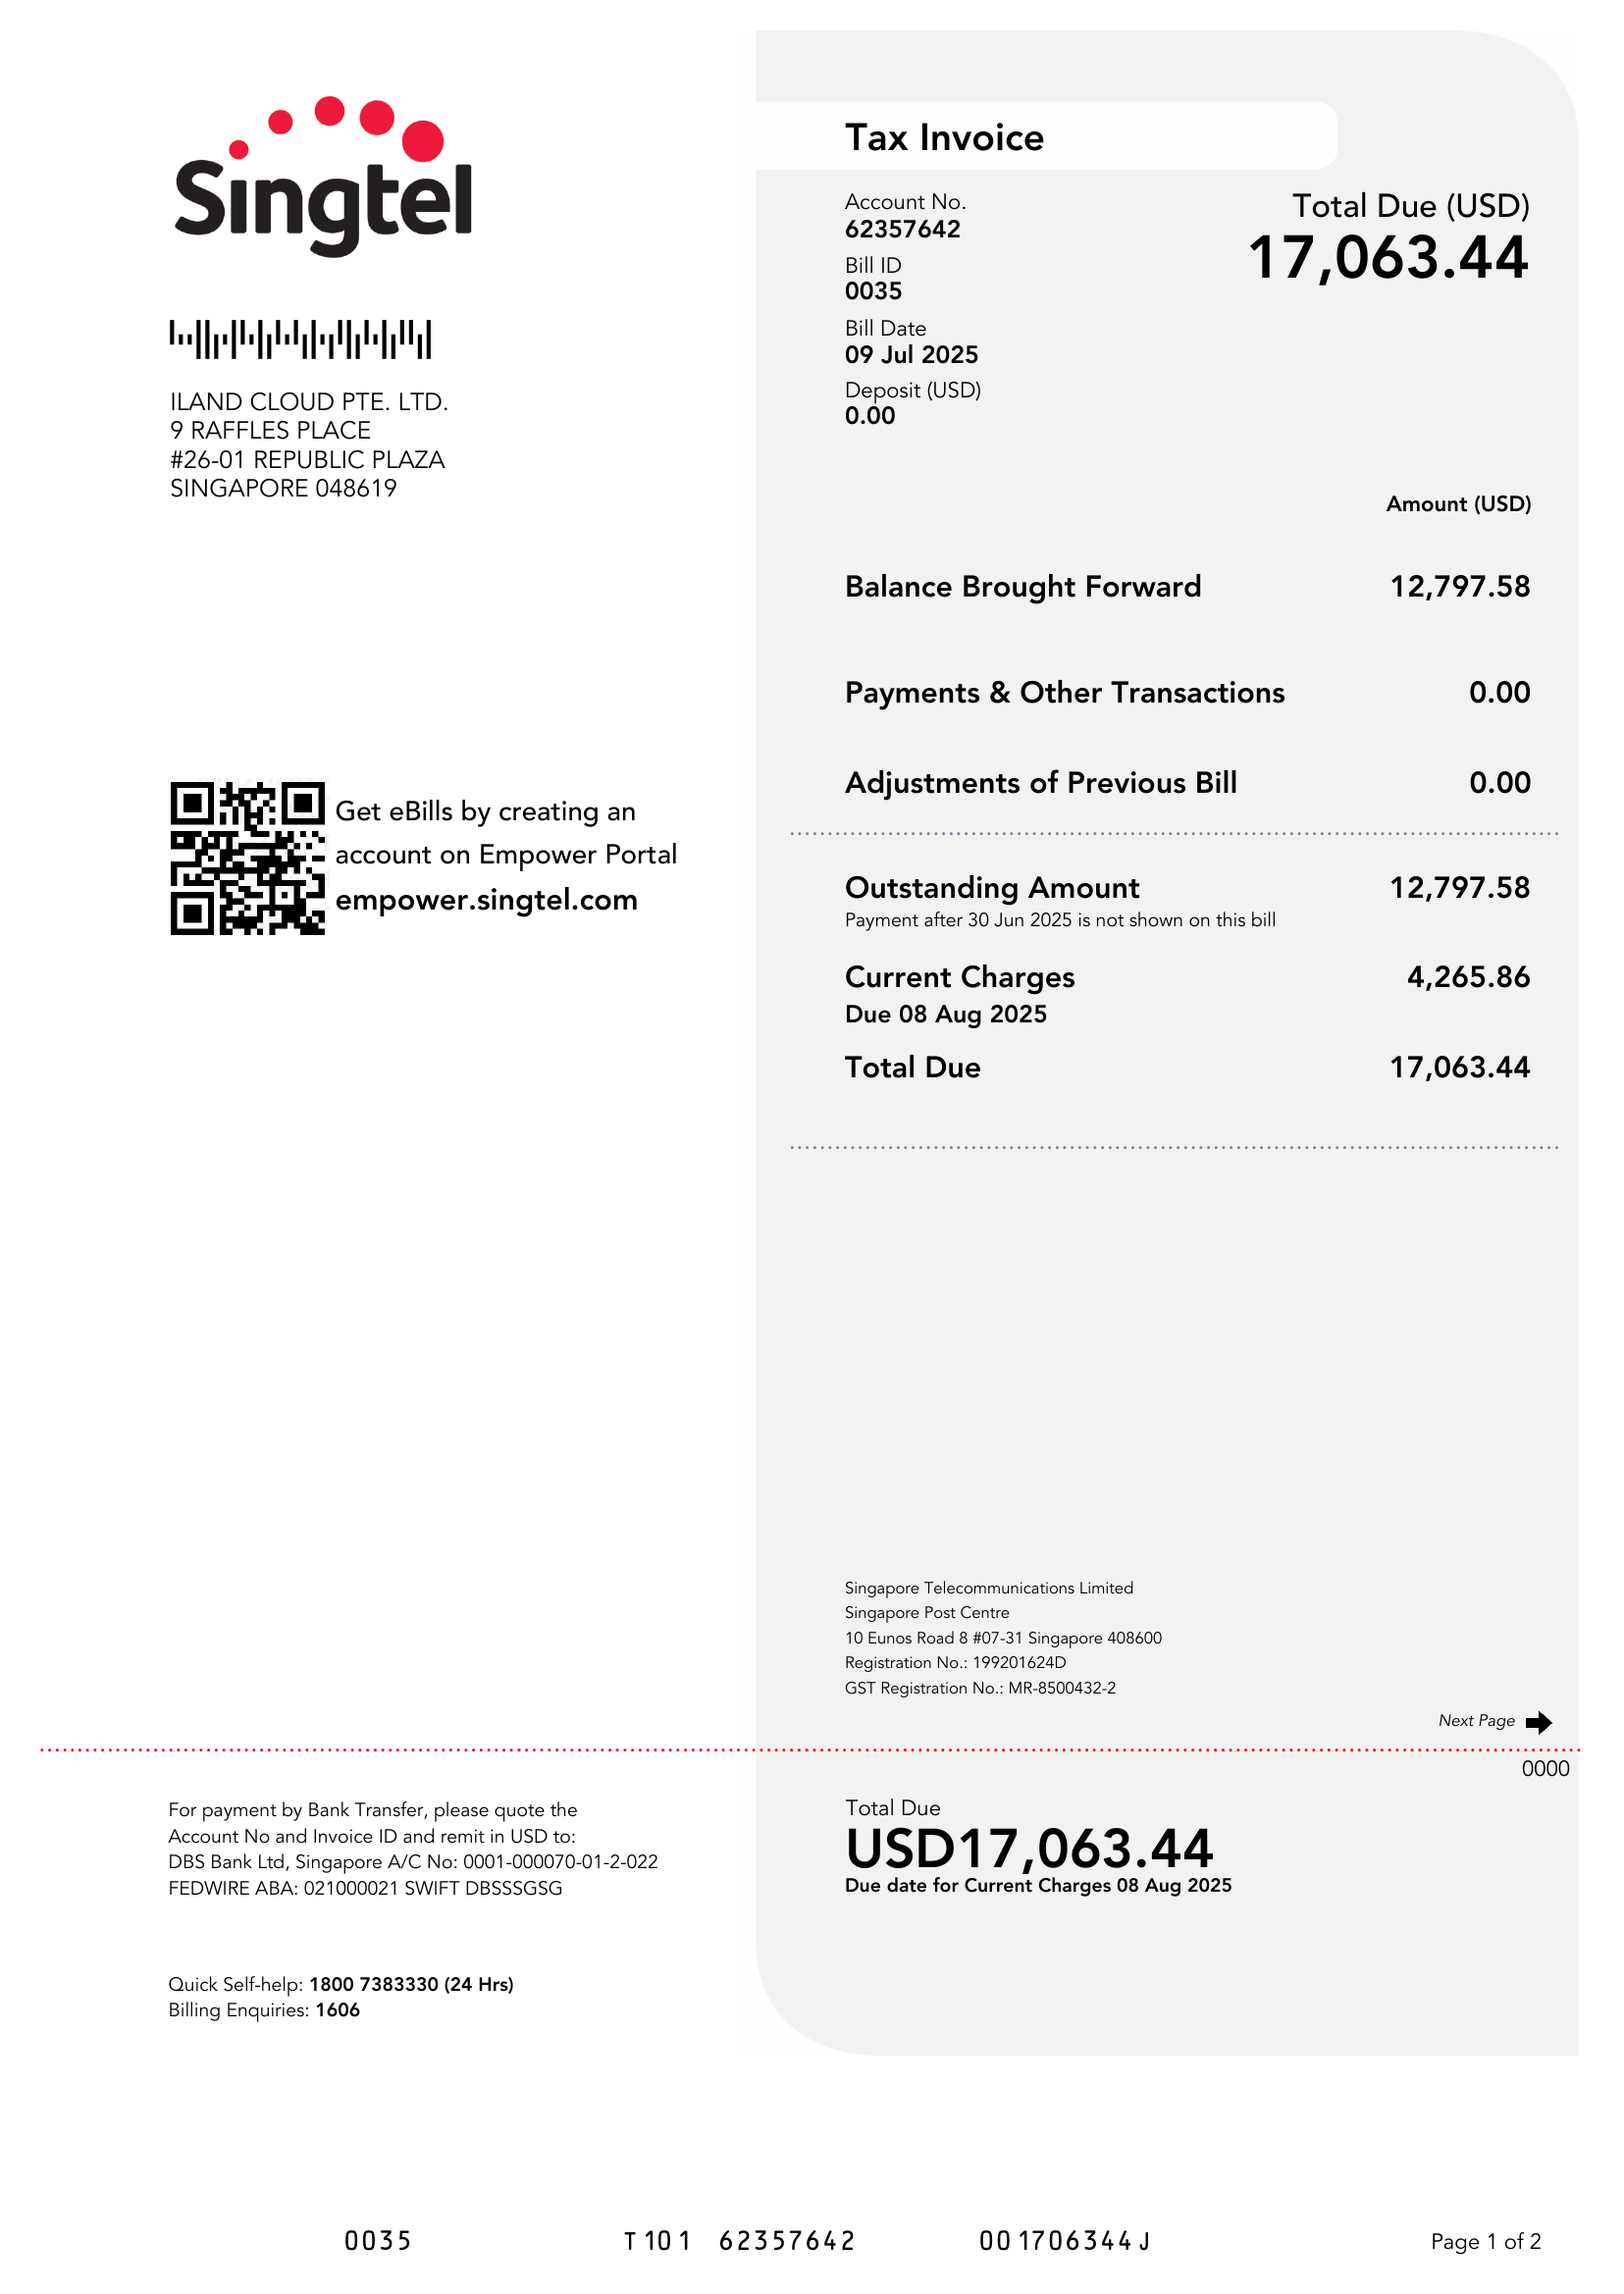 Singtel
ILAND CLOUD PTE. LTD.
9 RAFFLES PLACE
#26-01 REPUBLIC PLAZA
SINGAPORE 048619
Get eBills by creating an
account on Empower Portal
empower.singtel.com
Tax Invoice
Account No.
62357642
Bill ID
0035
Bill Date
09 Jul 2025
Deposit (USD)
0.00
Total Due (USD)
17,063.44
Amount (USD)
Balance Brought Forward 12,797.58
Payments & Other Transactions 0.00
Adjustments of Previous Bill 0.00
Outstanding Amount 12,797.58
Payment after 30 Jun 2025 is not shown on this bill
Current Charges 4,265.86
Due 08 Aug 2025
Total Due 17,063.44
Singapore Telecommunications Limited
Singapore Post Centre
10 Eunos Road 8 #07-31 Singapore 408600
Registration No.: 199201624D
GST Registration No.: MR-8500432-2
Next Page
0000
For payment by Bank Transfer, please quote the
Account No and Invoice ID and remit in USD to:
DBS Bank Ltd, Singapore A/C No: 0001-000070-01-2-022
FEDWIRE ABA: 021000021 SWIFT DBSSSGSG
Quick Self-help: 1800 7383330 (24 Hrs)
Billing Enquiries: 1606
Total Due
USD17,063.44
Due date for Current Charges 08 Aug 2025
0035 T101 62357642 001706344J Page 1 of 2